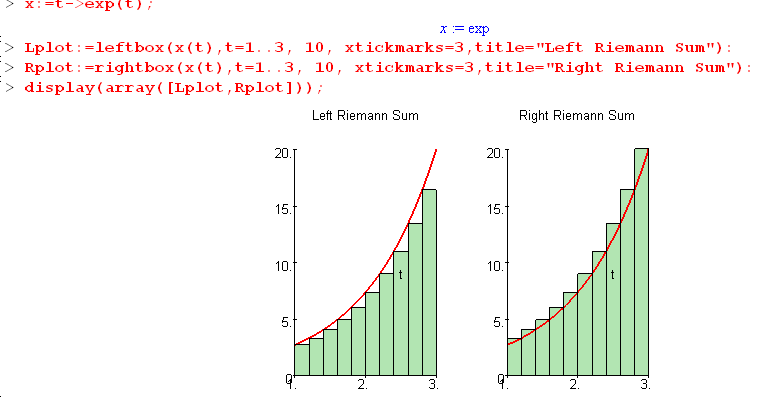 > x:=t->exp(t);
x := exp
> Lplot:=leftbox(x(t),t=1..3, 10, xtickmarks=3,title="Left Riemann Sum"):
> Rplot:=rightbox(x(t),t=1..3, 10, xtickmarks=3,title="Right Riemann Sum"):
> display(array([Lplot,Rplot]));
Left Riemann Sum
20.
15.
10.
5.
0
t
1. 2. 3.
Right Riemann Sum
20.
15.
10.
5.
0
t
1. 2. 3.